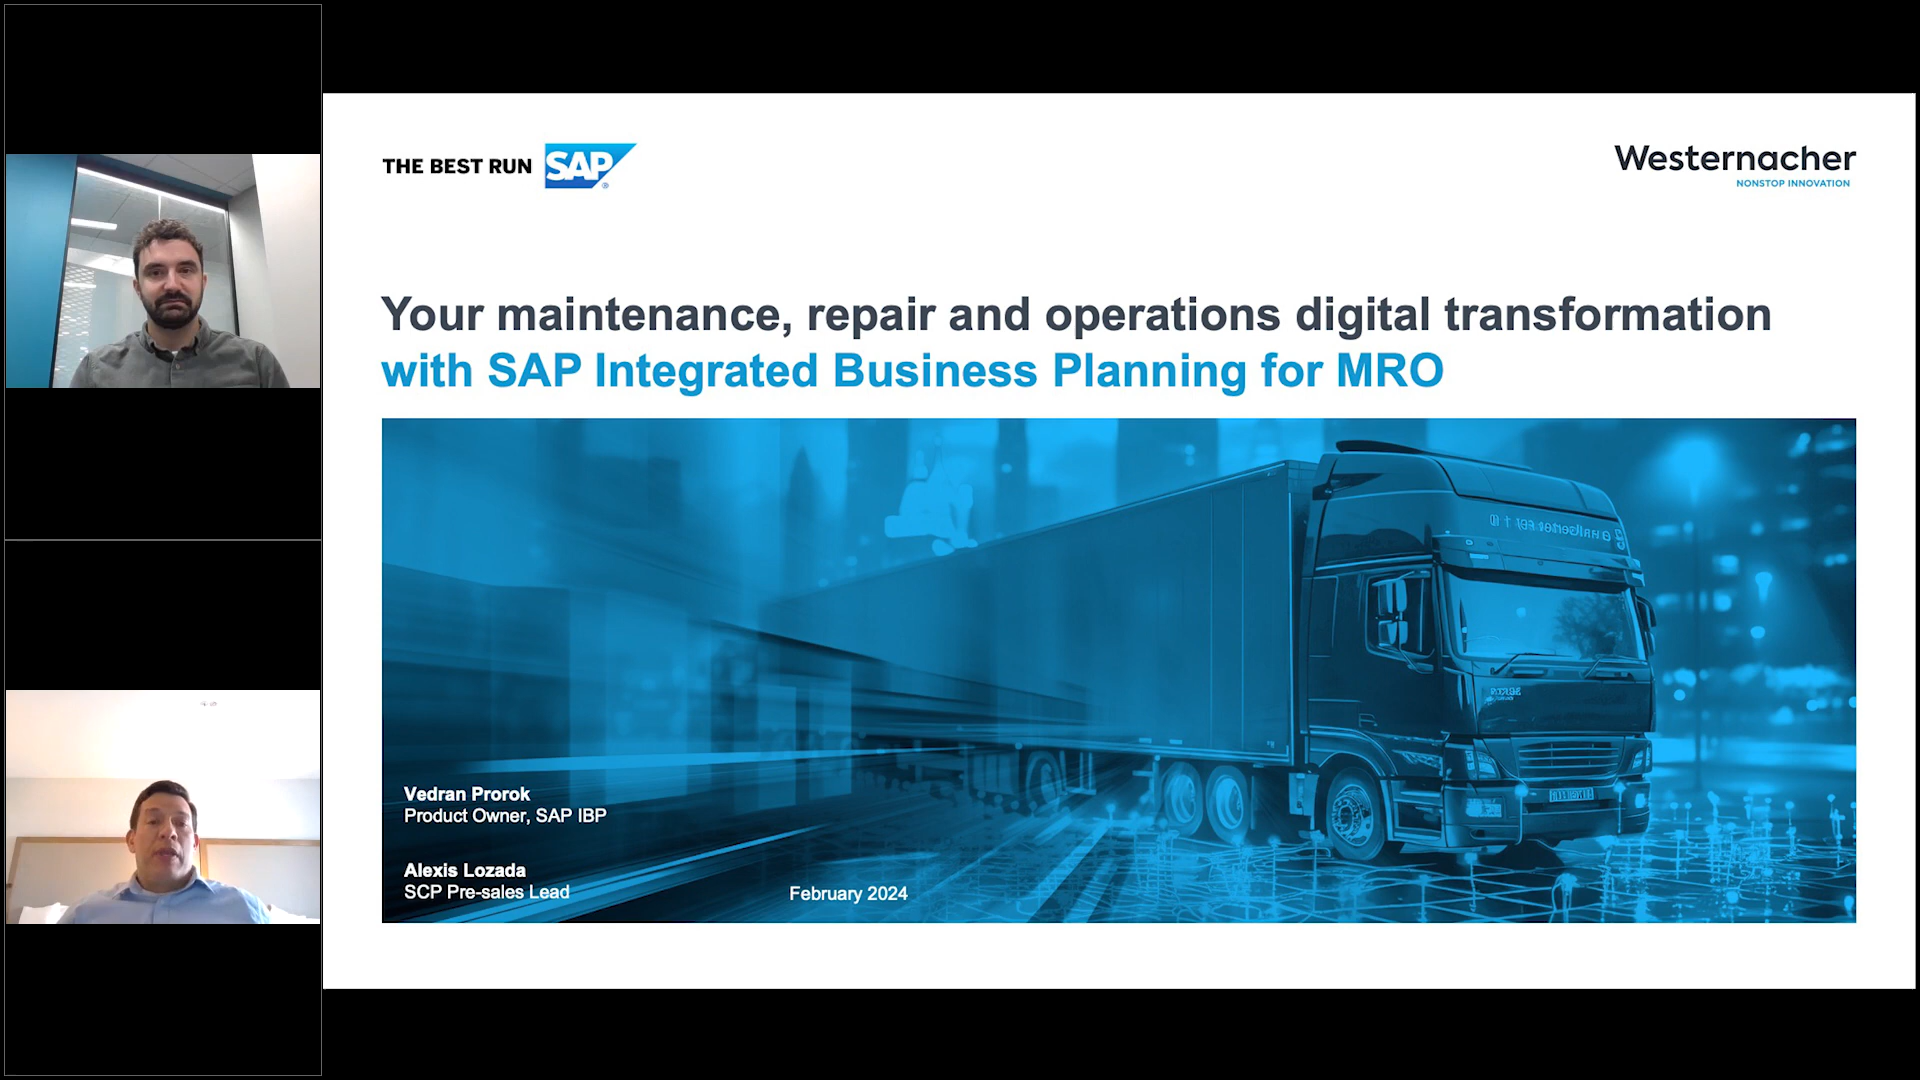 THE BEST RUN SAP
Westernacher
NONSTOP INNOVATION
Your maintenance, repair and operations digital transformation
with SAP Integrated Business Planning for MRO
Vedran Prorok
Product Owner, SAP IBP
Alexis Lozada
SCP Pre-sales Lead
February 2024